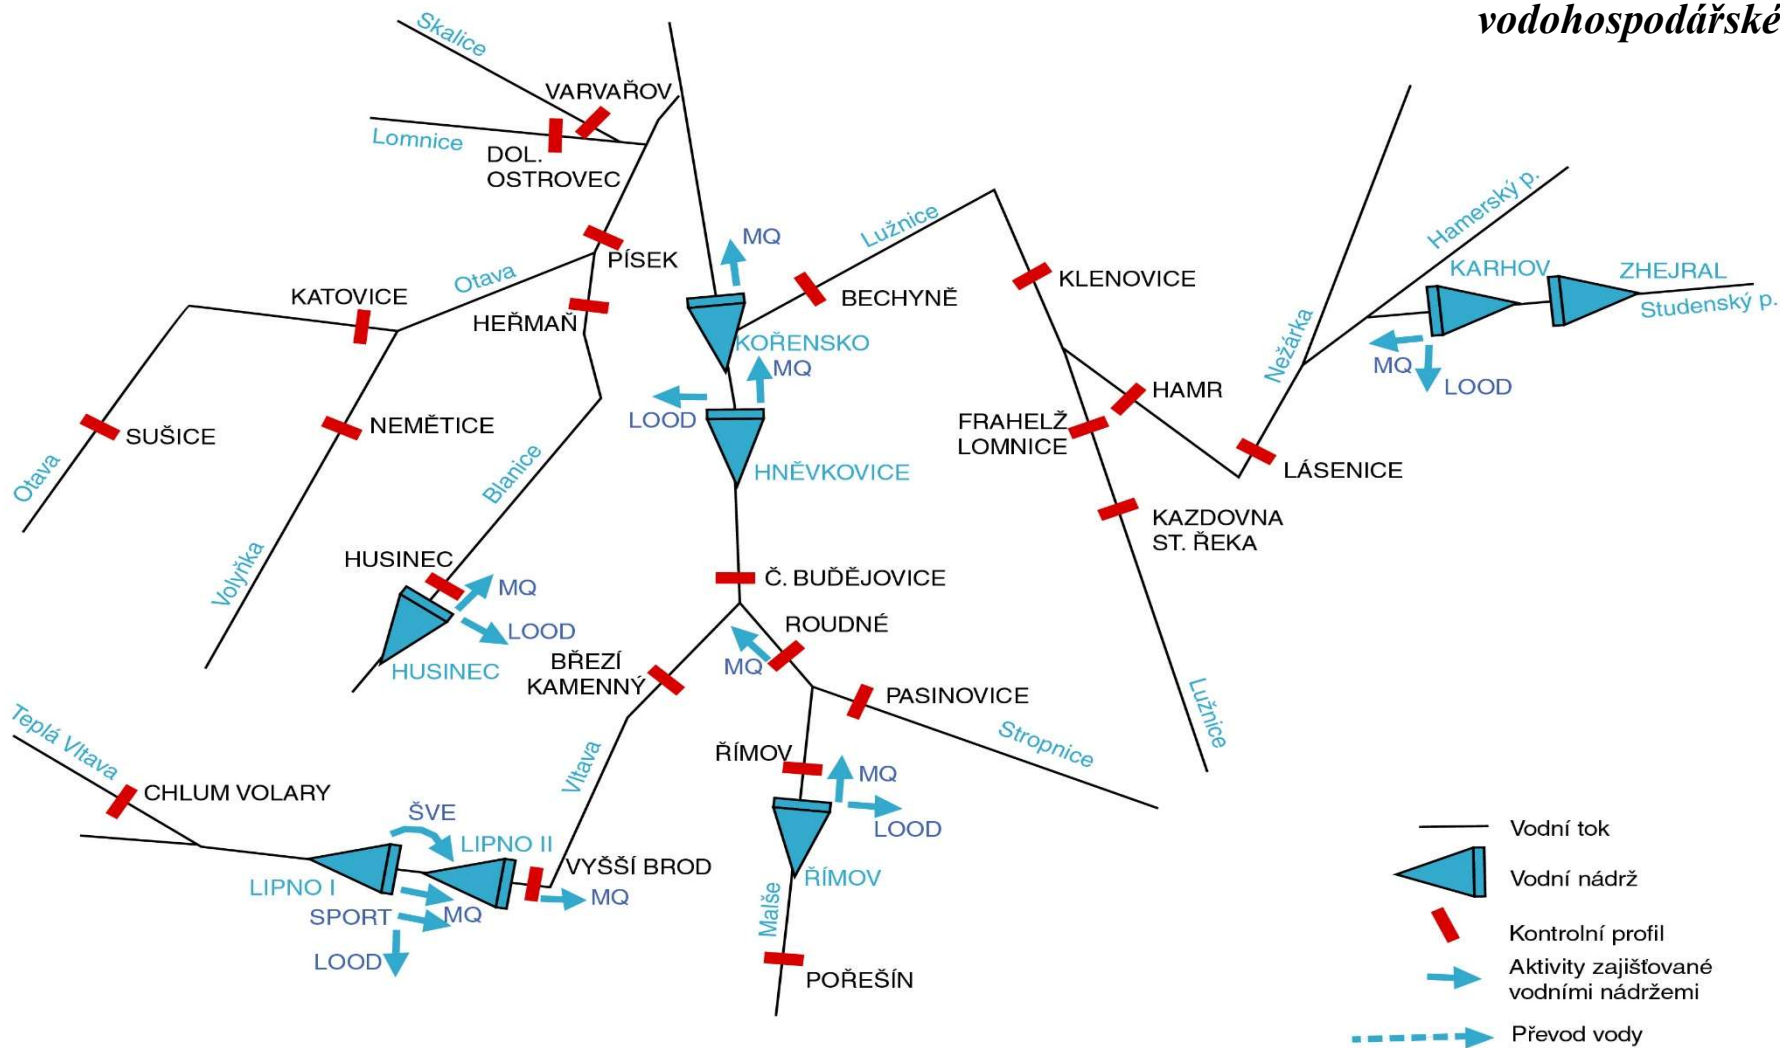 vodohospodářské
Skalice
VARVAŘOV
Lomnice
DOL.
OSTROVEC
Hamerský p.
MQ
Lužnice
PÍSEK
Otava
KATOVICE
HEŘMAŇ
BECHYNĚ
KLENOVICE
KARHOV
ZHEJRAL
Studenský p.
Nežárka
KOŘENSKO
MQ
MQ
LOOD
LOOD
HAMR
SUŠICE
NEMĚTICE
FRAHELŽ
LOMNICE
Otava
Blanice
HNĚVKOVICE
LÁSENICE
KAZDOVNA
ST. ŘEKA
Volyňka
HUSINEC
MQ
Č. BUĎĚJOVICE
LOOD
ROUDNÉ
HUSINEC
BŘEZÍ
KAMENNÝ
MQ
PASINOVICE
Stropnice
Lužnice
Teplá Vltava
Vltava
ŘÍMOV
MQ
CHLUM VOLARY
ŠVE
LIPNO II
LOOD
VYŠŠÍ BROD
LIPNO I
MQ
ŘÍMOV
SPORT
MQ
Malše
LOOD
POŘEŠÍN
Vodní tok
Vodní nádrž
Kontrolní profil
Aktivity zajišťované
vodními nádržemi
Převod vody